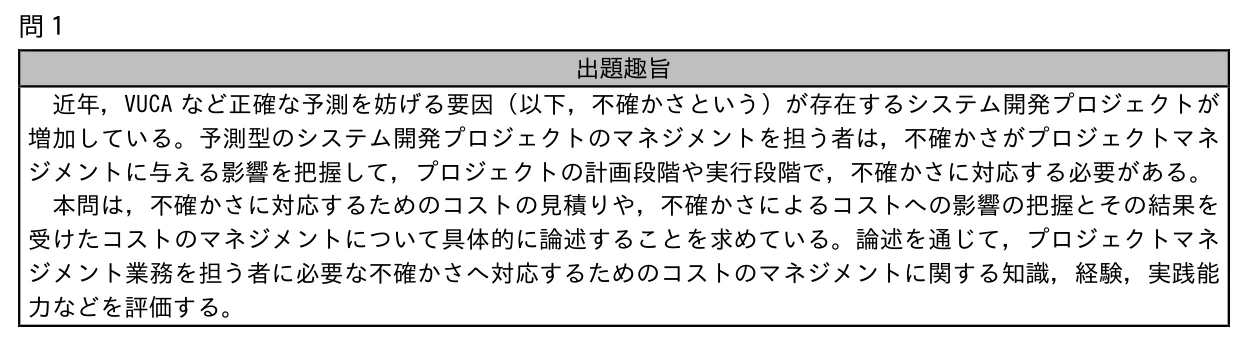 問1
出題趣旨
近年，VUCA など正確な予測を妨げる要因（以下，不確かさという）が存在するシステム開発プロジェクトが
増加している。予測型のシステム開発プロジェクトのマネジメントを担う者は，不確かさがプロジェクトマネ
ジメントに与える影響を把握して，プロジェクトの計画段階や実行段階で，不確かさに対応する必要がある。
本問は，不確かさに対応するためのコストの見積りや，不確かさによるコストへの影響の把握とその結果を
受けたコストのマネジメントについて具体的に論述することを求めている。論述を通じて，プロジェクトマネ
ジメント業務を担う者に必要な不確かさへ対応するためのコストのマネジメントに関する知識，経験，実践能
力などを評価する。